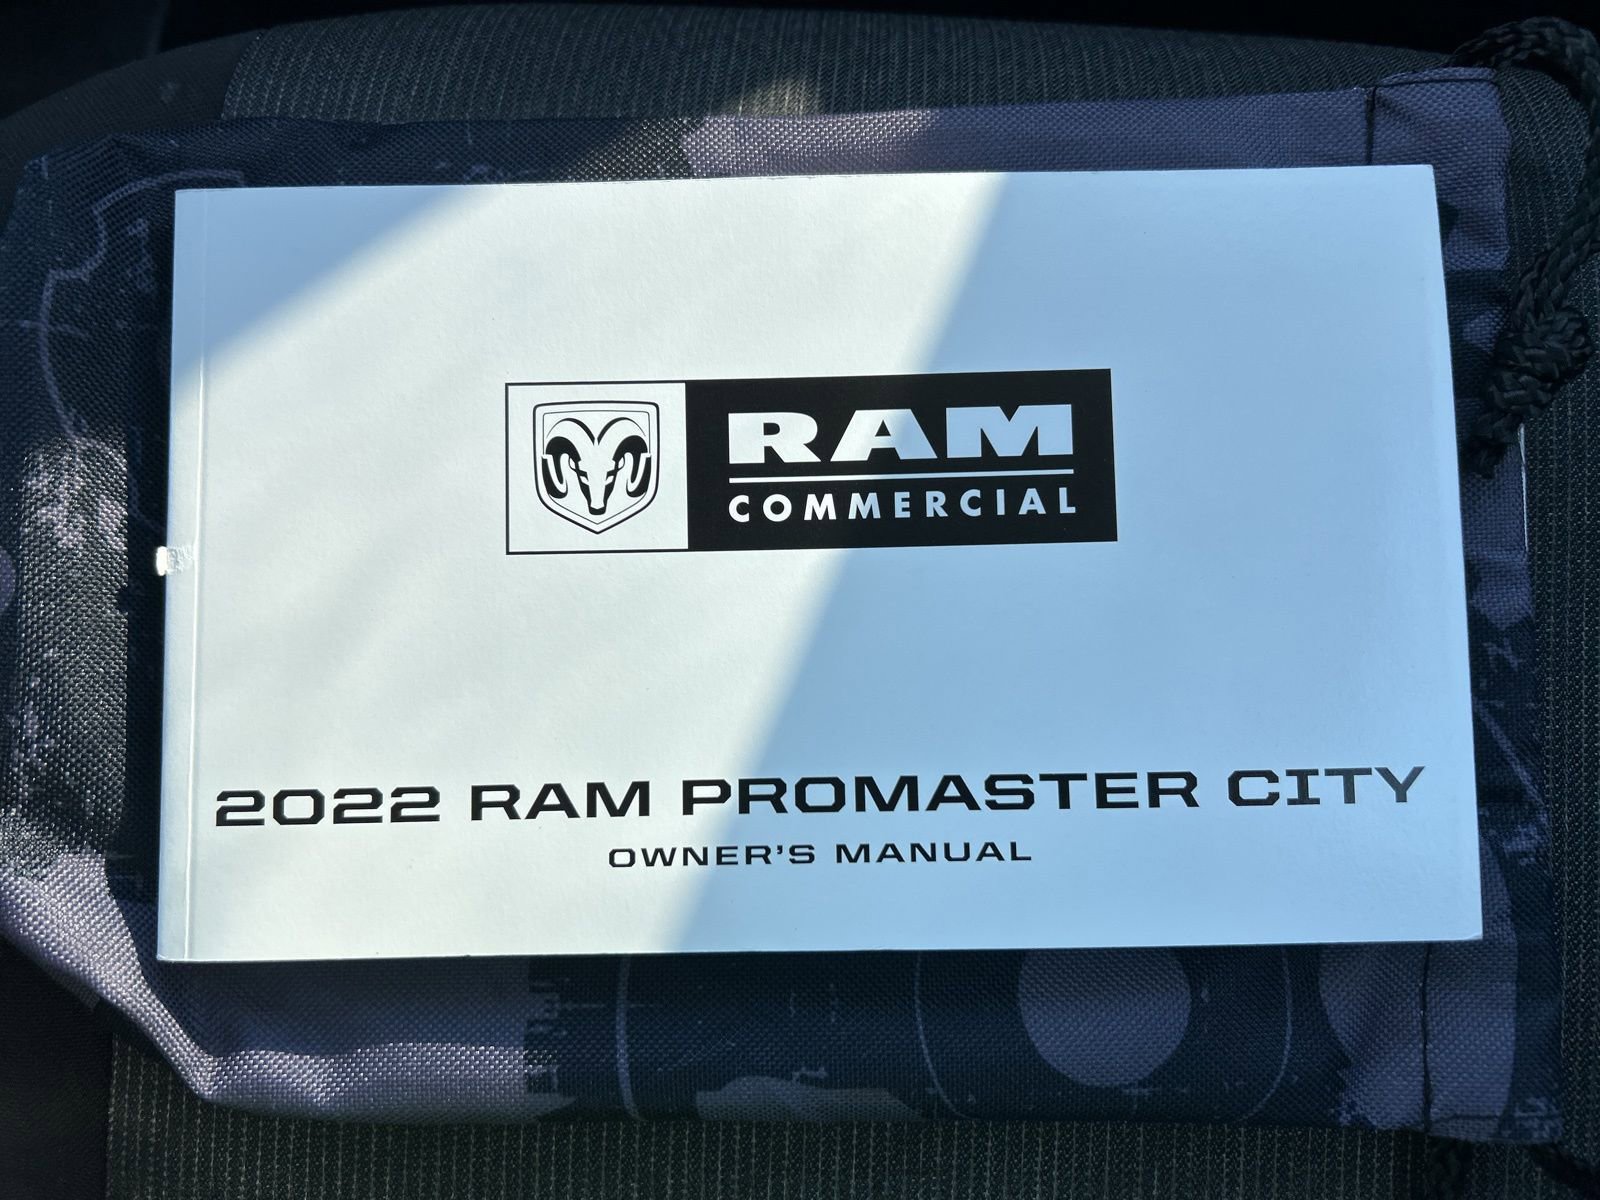 RAM
COMMERCIAL
2022 RAM PROMASTER CITY
OWNER'S MANUAL